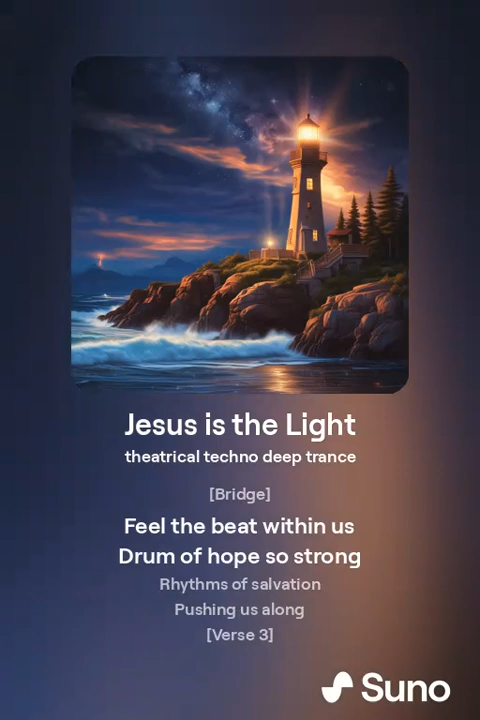 Jesus is the Light
theatrical techno deep trance
[Bridge]
Feel the beat within us
Drum of hope so strong
Rhythms of salvation
Pushing us along
[Verse 3]
Suno